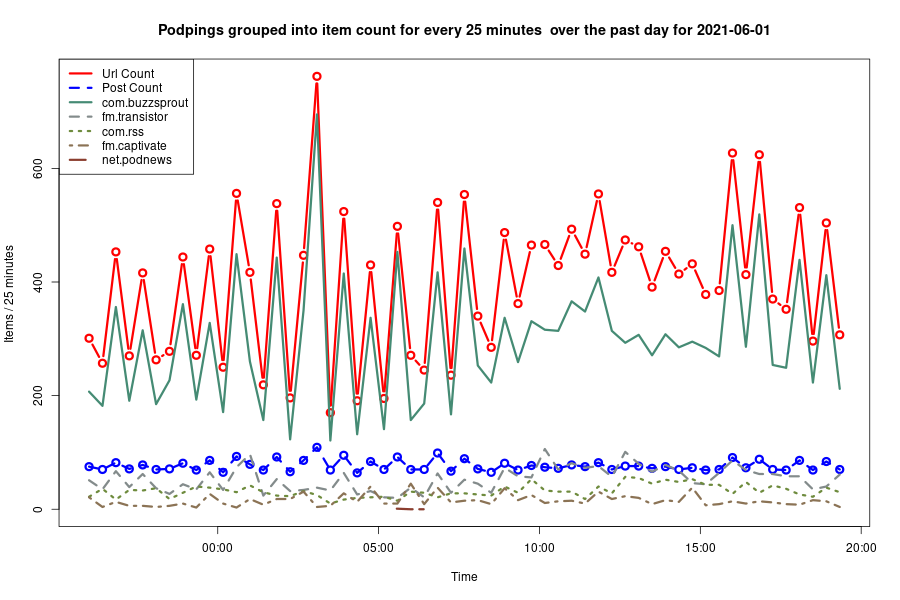 Podpings grouped into item count for every 25 minutes  over the past day for 2021-06-01
Url Count
Post Count
com.buzzsprout
fm.transistor
com.rss
fm.captivate
net.podnews
Items / 25 minutes
600
400
200
0
00:00 05:00 10:00 15:00 20:00
Time